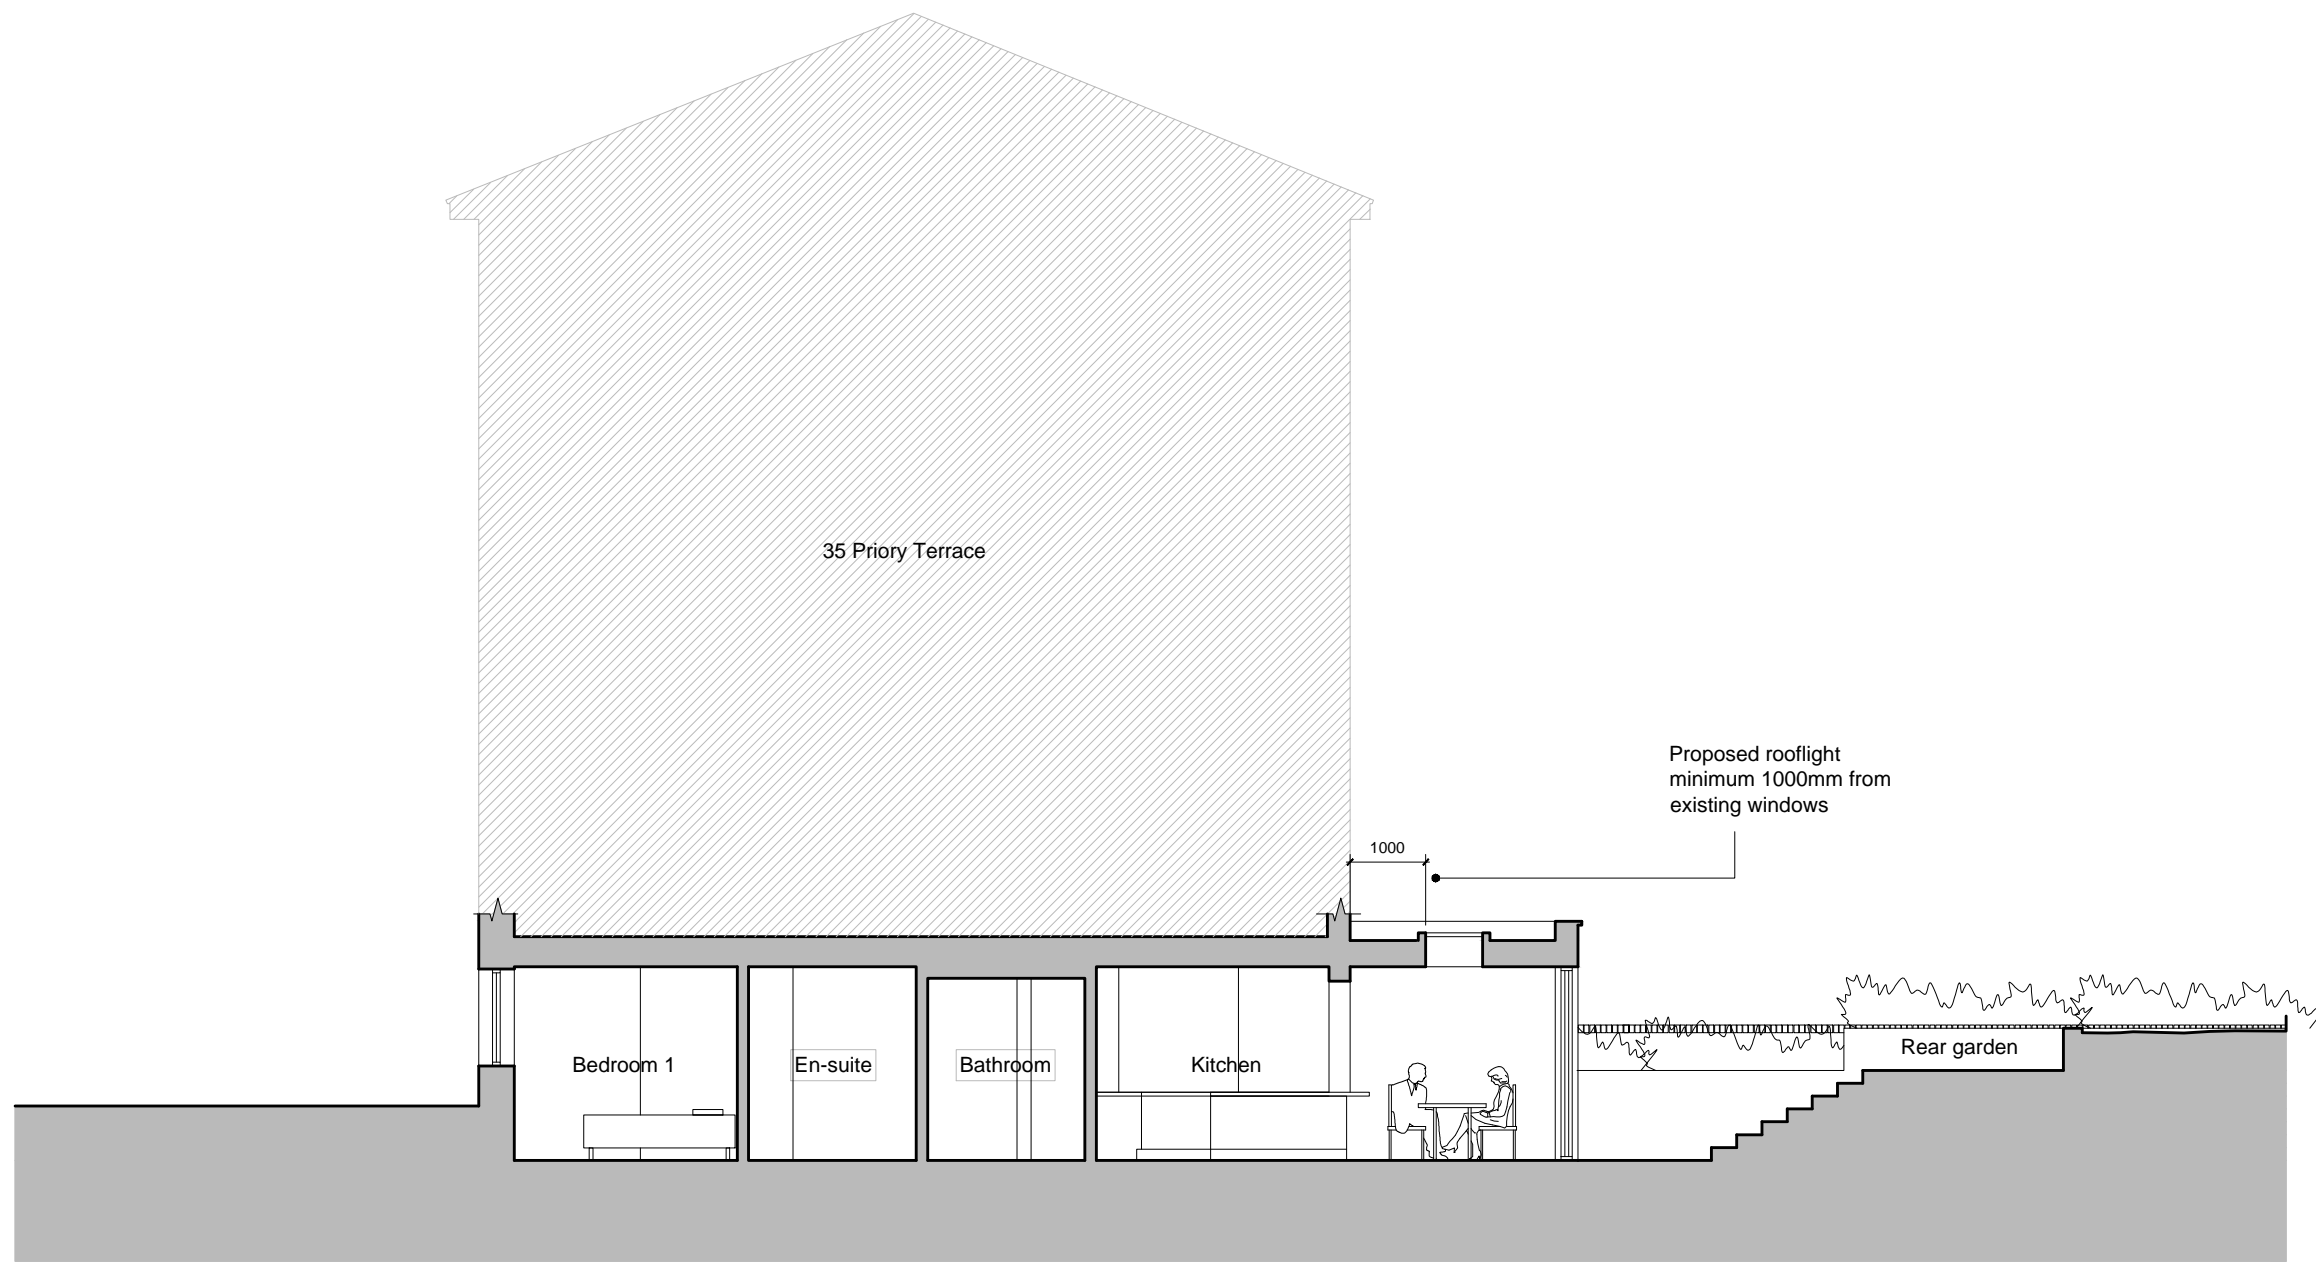 35 Priory Terrace
Proposed rooflight
minimum 1000mm from
existing windows
1000
Rear garden
Bedroom 1
En-suite
Bathroom
Kitchen